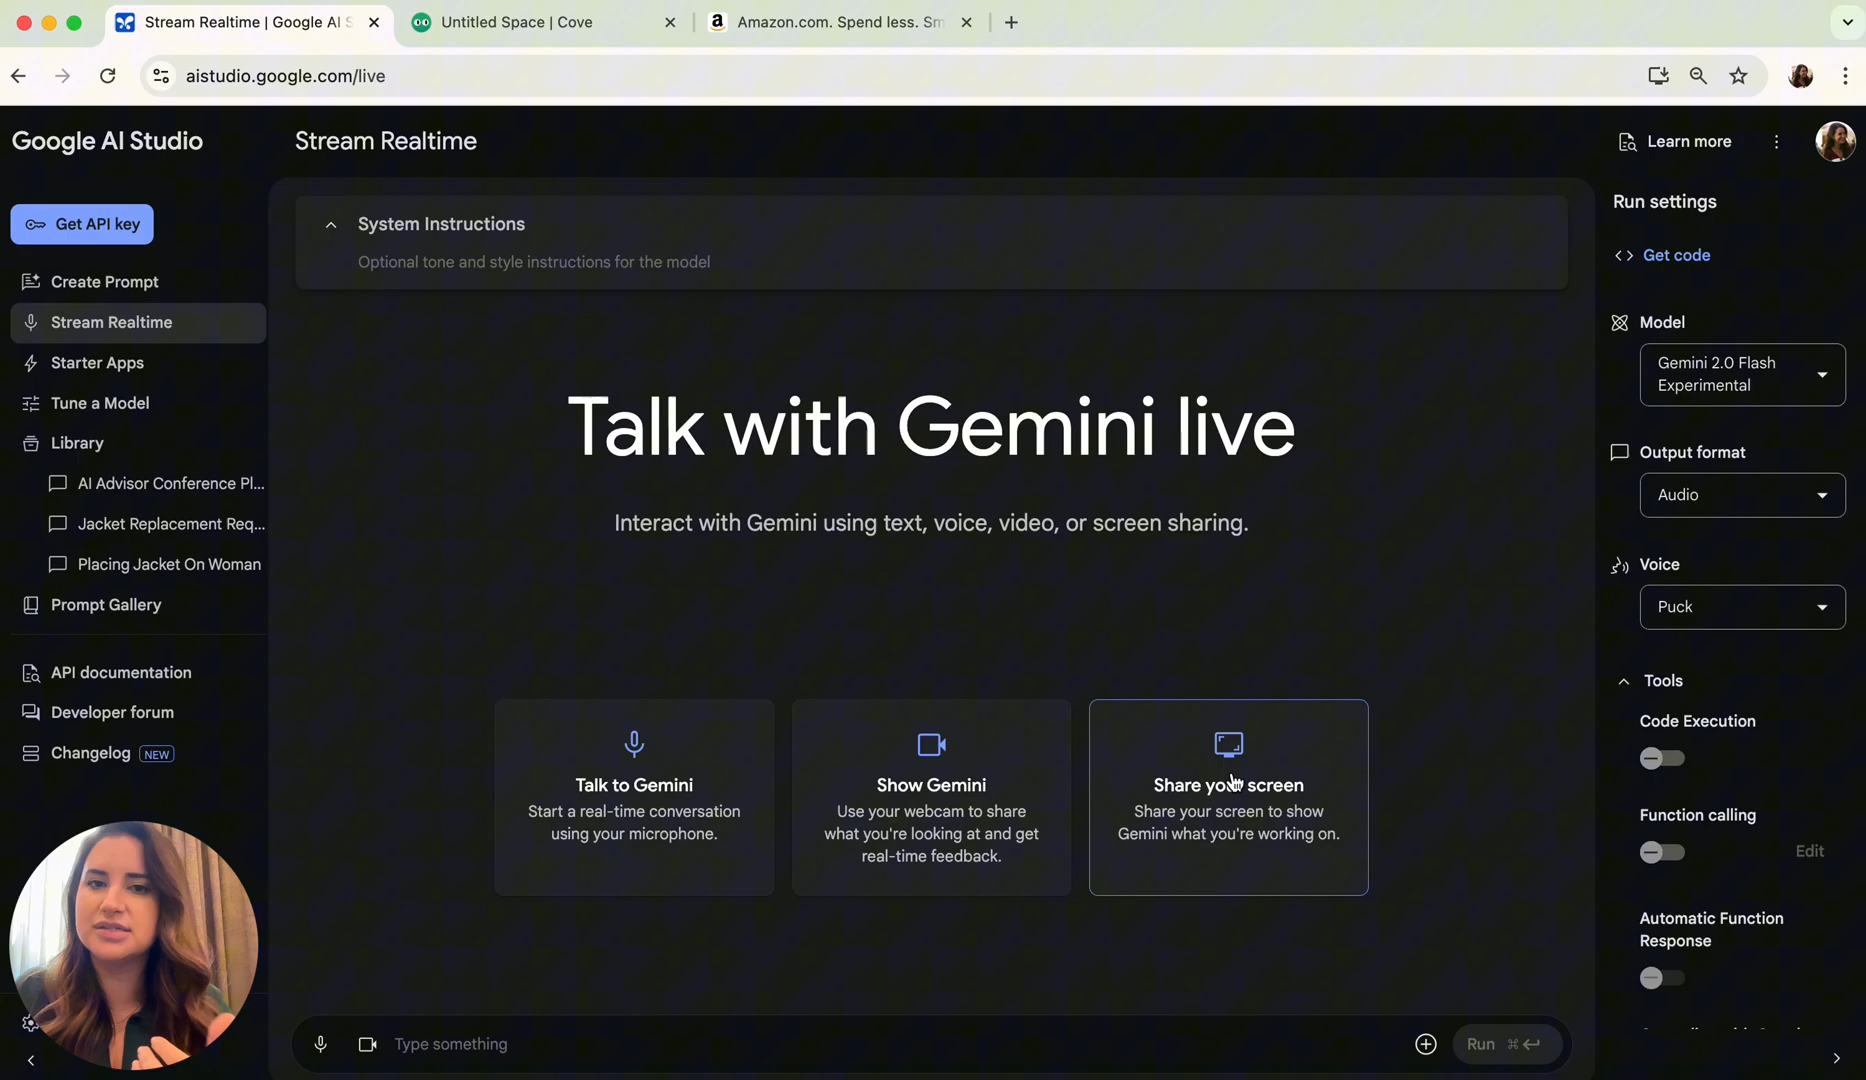 Stream Realtime | Google AI S
Untitled Space | Cove
a Amazon.com. Spend less. Sm
aistudio.google.com/live
Google AI Studio
Stream Realtime
Learn more
Get API key
Create Prompt
Stream Realtime
Starter Apps
Tune a Model
Library
AI Advisor Conference Pl...
Jacket Replacement Req...
Placing Jacket On Woman
Prompt Gallery
API documentation
Developer forum
Changelog NEW
System Instructions
Optional tone and style instructions for the model
Talk with Gemini live
Interact with Gemini using text, voice, video, or screen sharing.
Talk to Gemini
Start a real-time conversation
using your microphone.
Show Gemini
Use your webcam to share
what you're looking at and get
real-time feedback.
Share your screen
Share your screen to show
Gemini what you're working on.
Type something
Run ⌘↵
Run settings
<> Get code
Model
Gemini 2.0 Flash
Experimental
Output format
Audio
Voice
Puck
Tools
Code Execution
Function calling
Edit
Automatic Function
Response